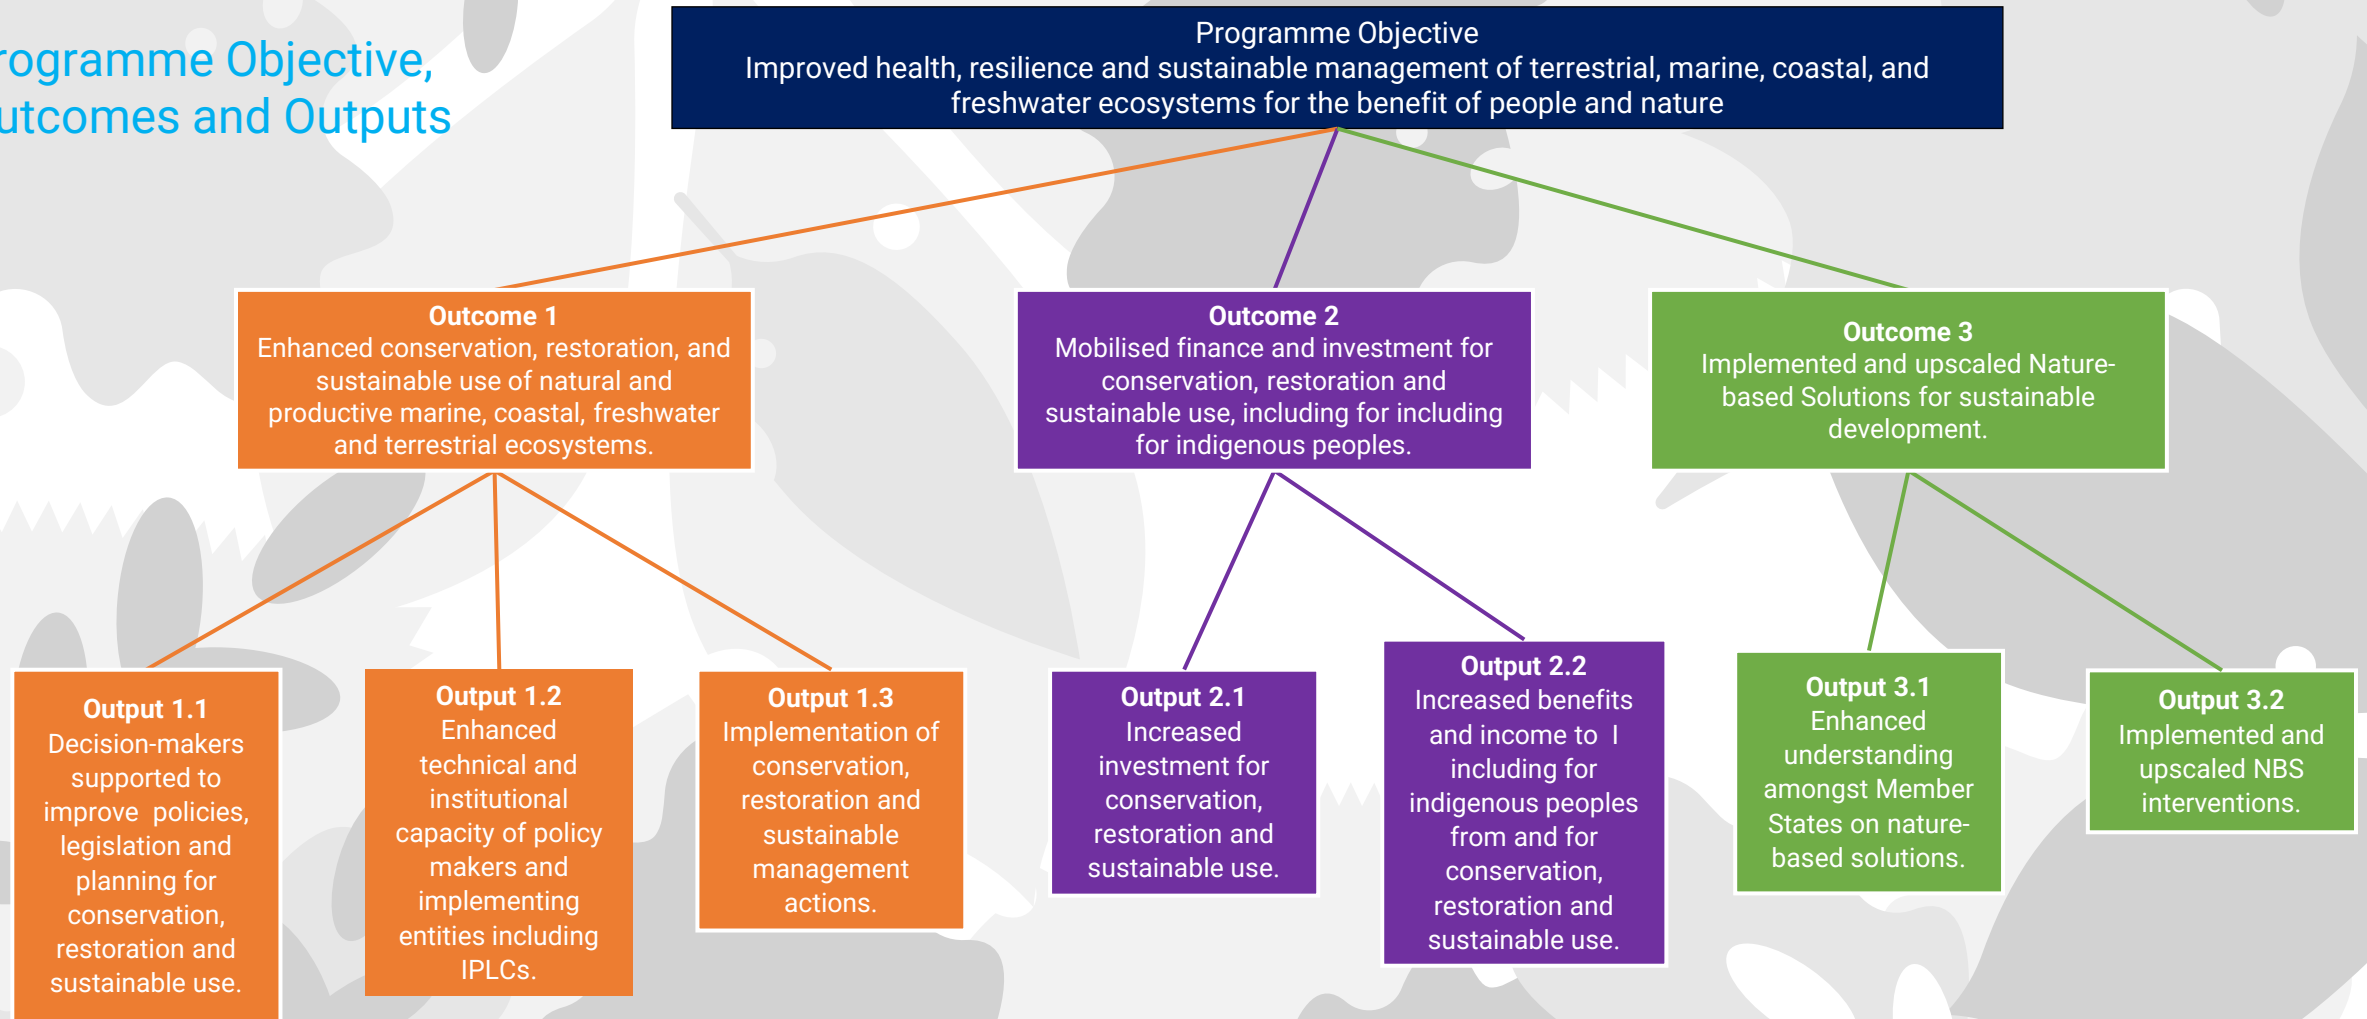 rogramme Objective,
utcomes and Outputs
Programme Objective
Improved health, resilience and sustainable management of terrestrial, marine, coastal, and
freshwater ecosystems for the benefit of people and nature
Outcome 1
Enhanced conservation, restoration, and
sustainable use of natural and
productive marine, coastal, freshwater
and terrestrial ecosystems.
Outcome 2
Mobilised finance and investment for
conservation, restoration and
sustainable use, including for including
for indigenous peoples.
Outcome 3
Implemented and upscaled Nature-
based Solutions for sustainable
development.
Output 1.1
Decision-makers
supported to
improve  policies,
legislation and
planning for
conservation,
restoration and
sustainable use.
Output 1.2
Enhanced
technical and
institutional
capacity of policy
makers and
implementing
entities including
IPLCs.
Output 1.3
Implementation of
conservation,
restoration and
sustainable
management
actions.
Output 2.1
Increased
investment for
conservation,
restoration and
sustainable use.
Output 2.2
Increased benefits
and income to  I
including for
indigenous peoples
from and for
conservation,
restoration and
sustainable use.
Output 3.1
Enhanced
understanding
amongst Member
States on nature-
based solutions.
Output 3.2
Implemented and
upscaled NBS
interventions.